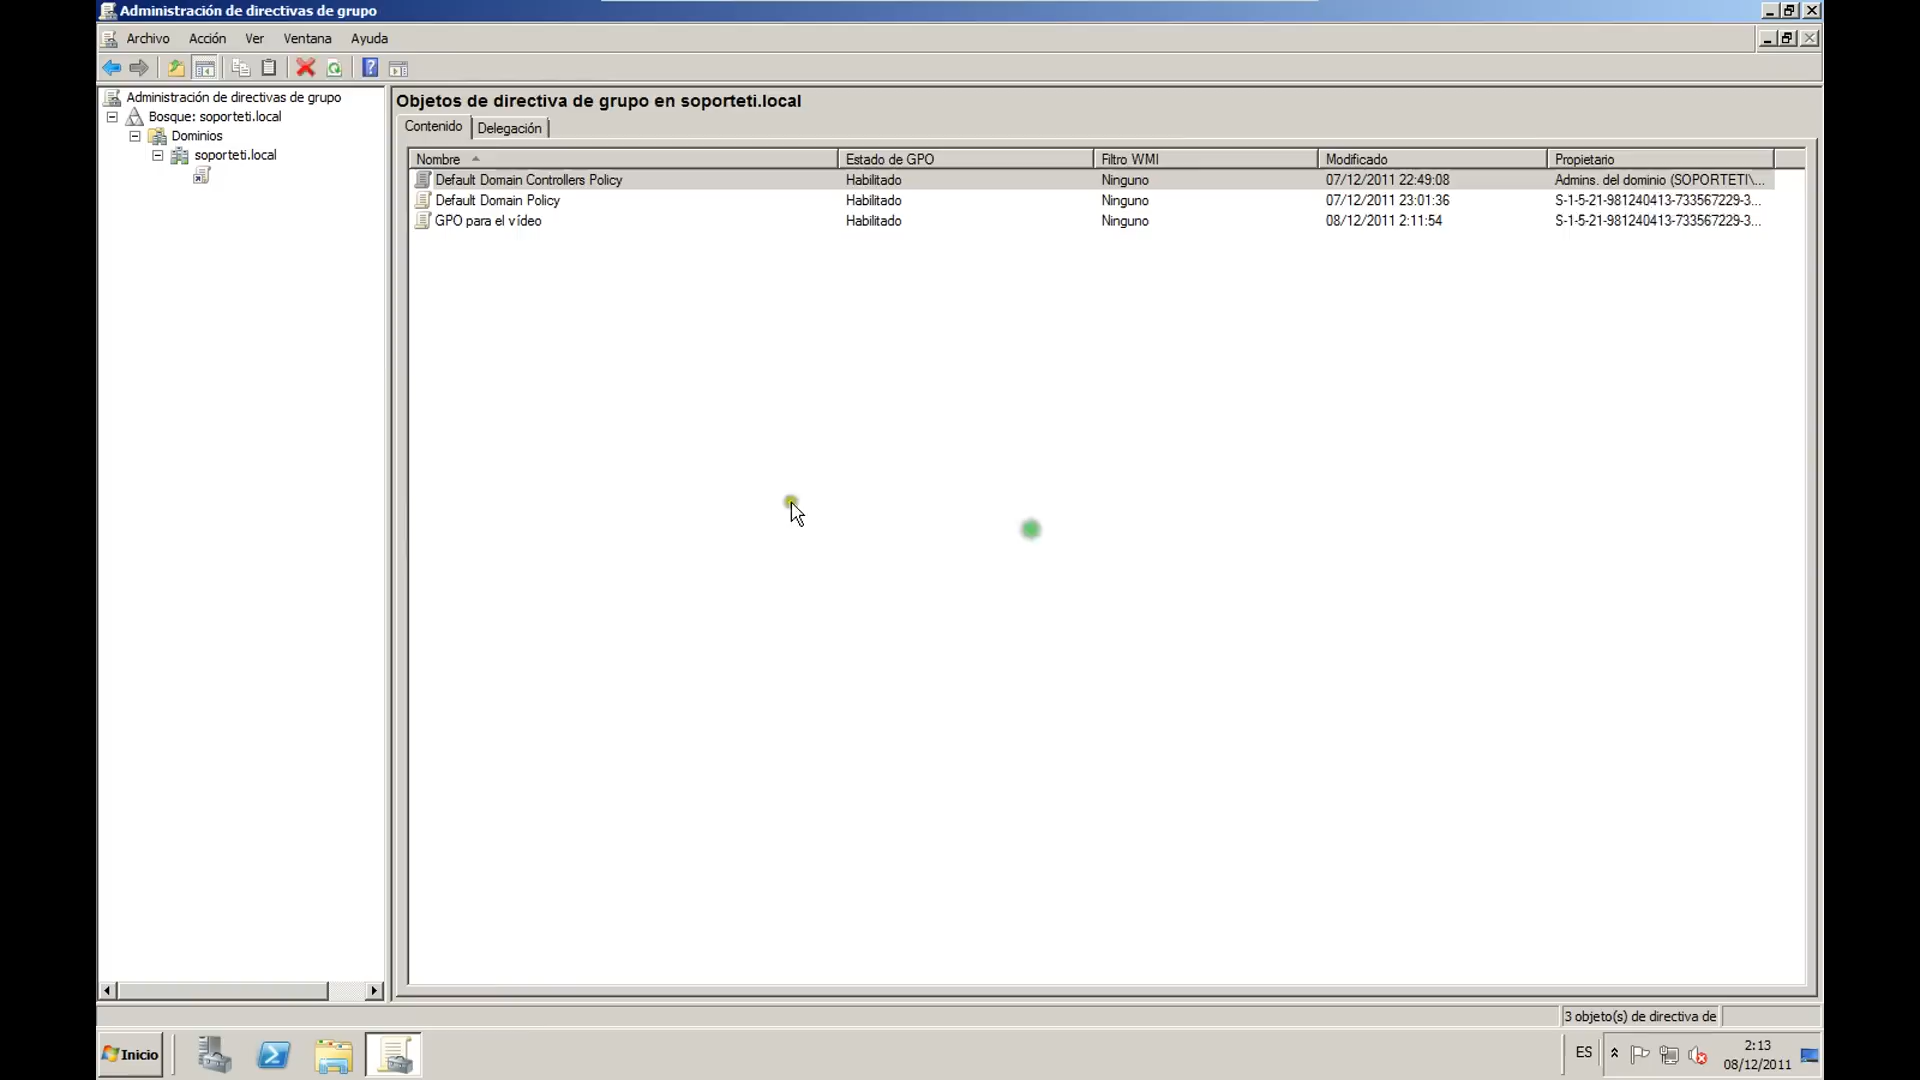 Administración de directivas de grupo
Archivo Acción Ver Ventana Ayuda
Administración de directivas de grupo
Bosque: soporteti.local
Dominios
soporteti.local
Objetos de directiva de grupo en soporteti.local
Contenido Delegación
Nombre Estado de GPO Filtro WMI Modificado Propietario
Default Domain Controllers Policy Habilitado Ninguno 07/12/2011 22:49:08 Admins. del dominio (SOPORTETI\...
Default Domain Policy Habilitado Ninguno 07/12/2011 23:01:36 S-1-5-21-981240413-733567229-3...
GPO para el vídeo Habilitado Ninguno 08/12/2011 2:11:54 S-1-5-21-981240413-733567229-3...
3 objeto(s) de directiva de
Inicio
ES
2:13
08/12/2011